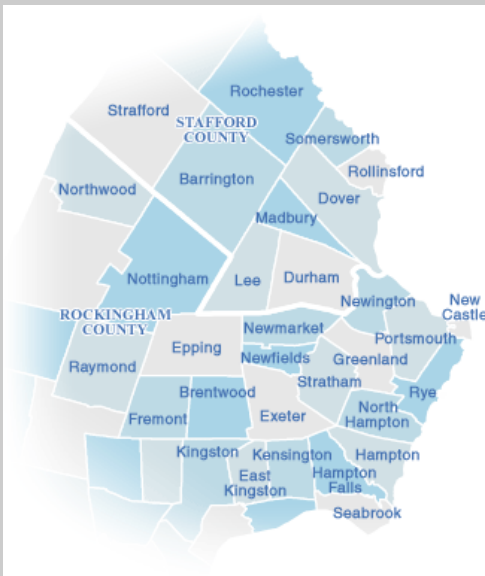 Rochester
Strafford
STAFFORD
COUNTY
Somersworth
Rollinsford
Barrington
Northwood
Dover
Madbury
Nottingham
Lee
Durham
Newington
New
Castle
ROCKINGHAM
COUNTY
Newmarket
Portsmouth
Epping
Newfields
Greenland
Raymond
Stratham
Brentwood
Rye
Fremont
Exeter
North
Hampton
Kingston
Kensington
Hampton
East
Kingston
Hampton
Falls
Seabrook